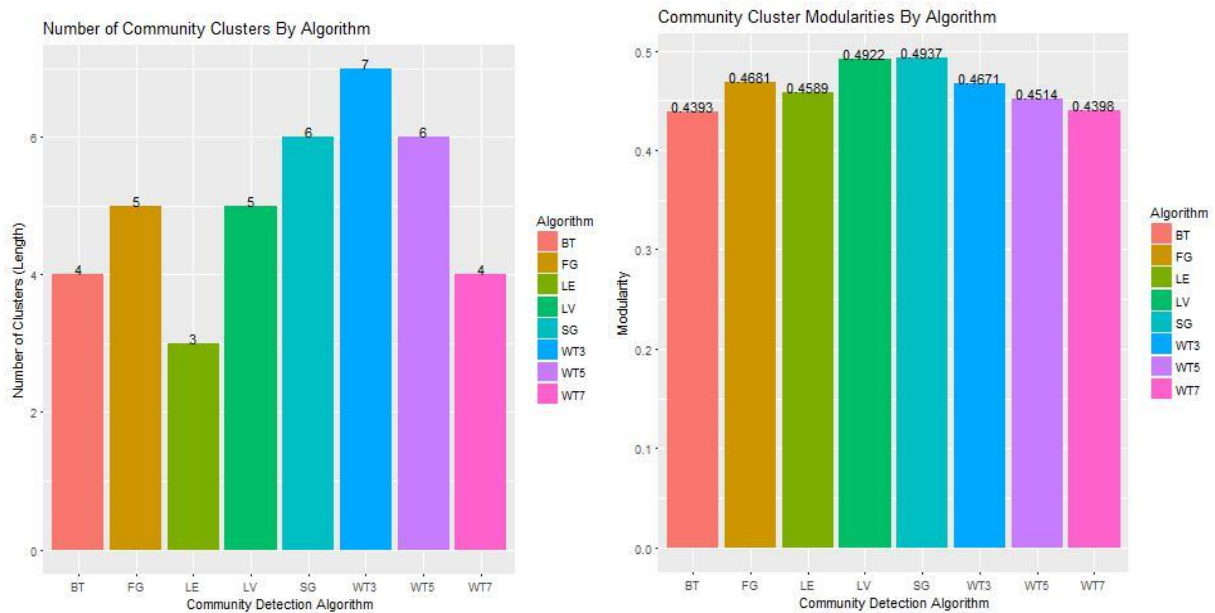 Number of Community Clusters By Algorithm
7
6
6
5
5
4
4
3
6
4
2
0
Number of Clusters (Length)
BT FG LE LV SG WT3 WT5 WT7
Community Detection Algorithm
Algorithm
BT
FG
LE
LV
SG
WT3
WT5
WT7
Community Cluster Modularities By Algorithm
0.4393
0.4681
0.4589
0.4922
0.4937
0.4671
0.4514
0.4398
0.5
0.4
0.3
0.2
0.1
0.0
Modularity
BT FG LE LV SG WT3 WT5 WT7
Community Detection Algorithm
Algorithm
BT
FG
LE
LV
SG
WT3
WT5
WT7